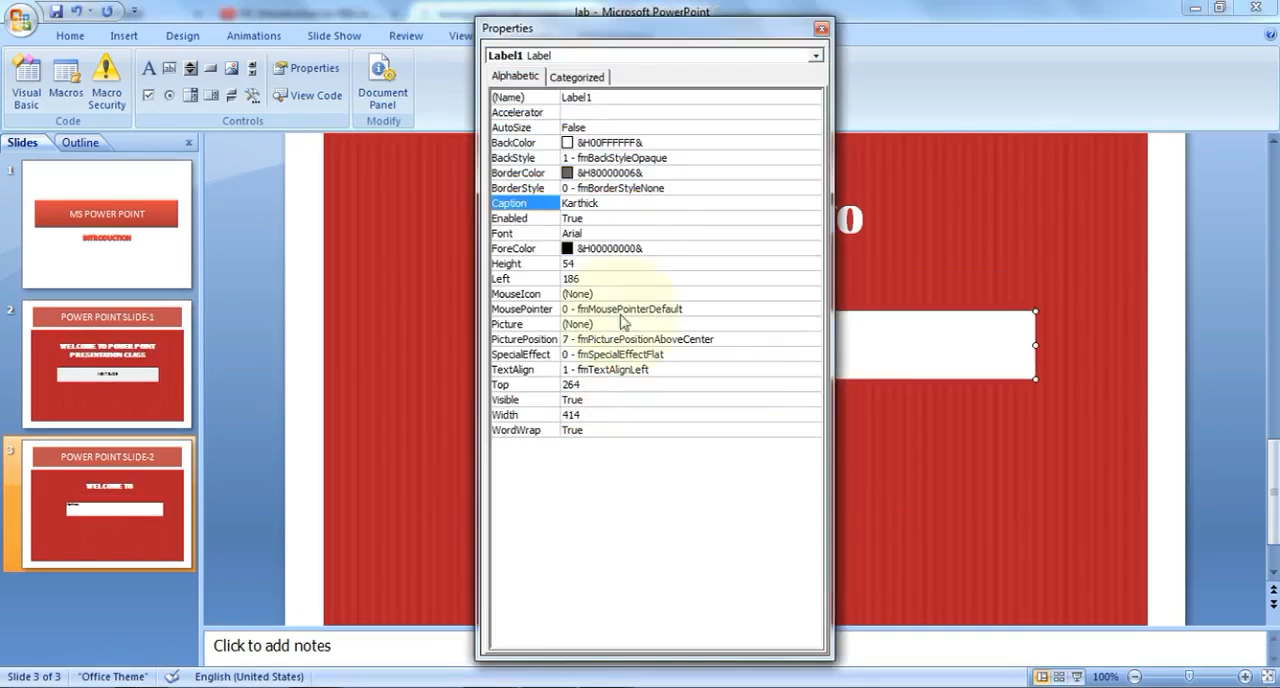 lab - Microsoft PowerPoint
Home Insert Design Animations Slide Show Review View
Visual Basic
Macros
Macro Security
Properties
View Code
Document Panel
Code
Controls
Modify
Slides Outline
1
MS POWER POINT
INTRODUCTION
2
POWER POINT SLIDE-1
WELCOME TO POWER POINT
PRESENTATION CLASS
3
POWER POINT SLIDE-2
WELCOME TO
Properties
Label1 Label
Alphabetic Categorized
(Name) Label1
Accelerator
AutoSize False
BackColor &H00FFFFFF&
BackStyle 1 - fmBackStyleOpaque
BorderColor &H80000006&
BorderStyle 0 - fmBorderStyleNone
Caption Karthick
Enabled True
Font Arial
ForeColor &H00000000&
Height 54
Left 186
MouseIcon (None)
MousePointer 0 - fmMousePointerDefault
Picture (None)
PicturePosition 7 - fmPicturePositionAboveCenter
SpecialEffect 0 - fmSpecialEffectFlat
TextAlign 1 - fmTextAlignLeft
Top 264
Visible True
Width 414
WordWrap True
O
Click to add notes
Slide 3 of 3 "Office Theme" English (United States) 100%